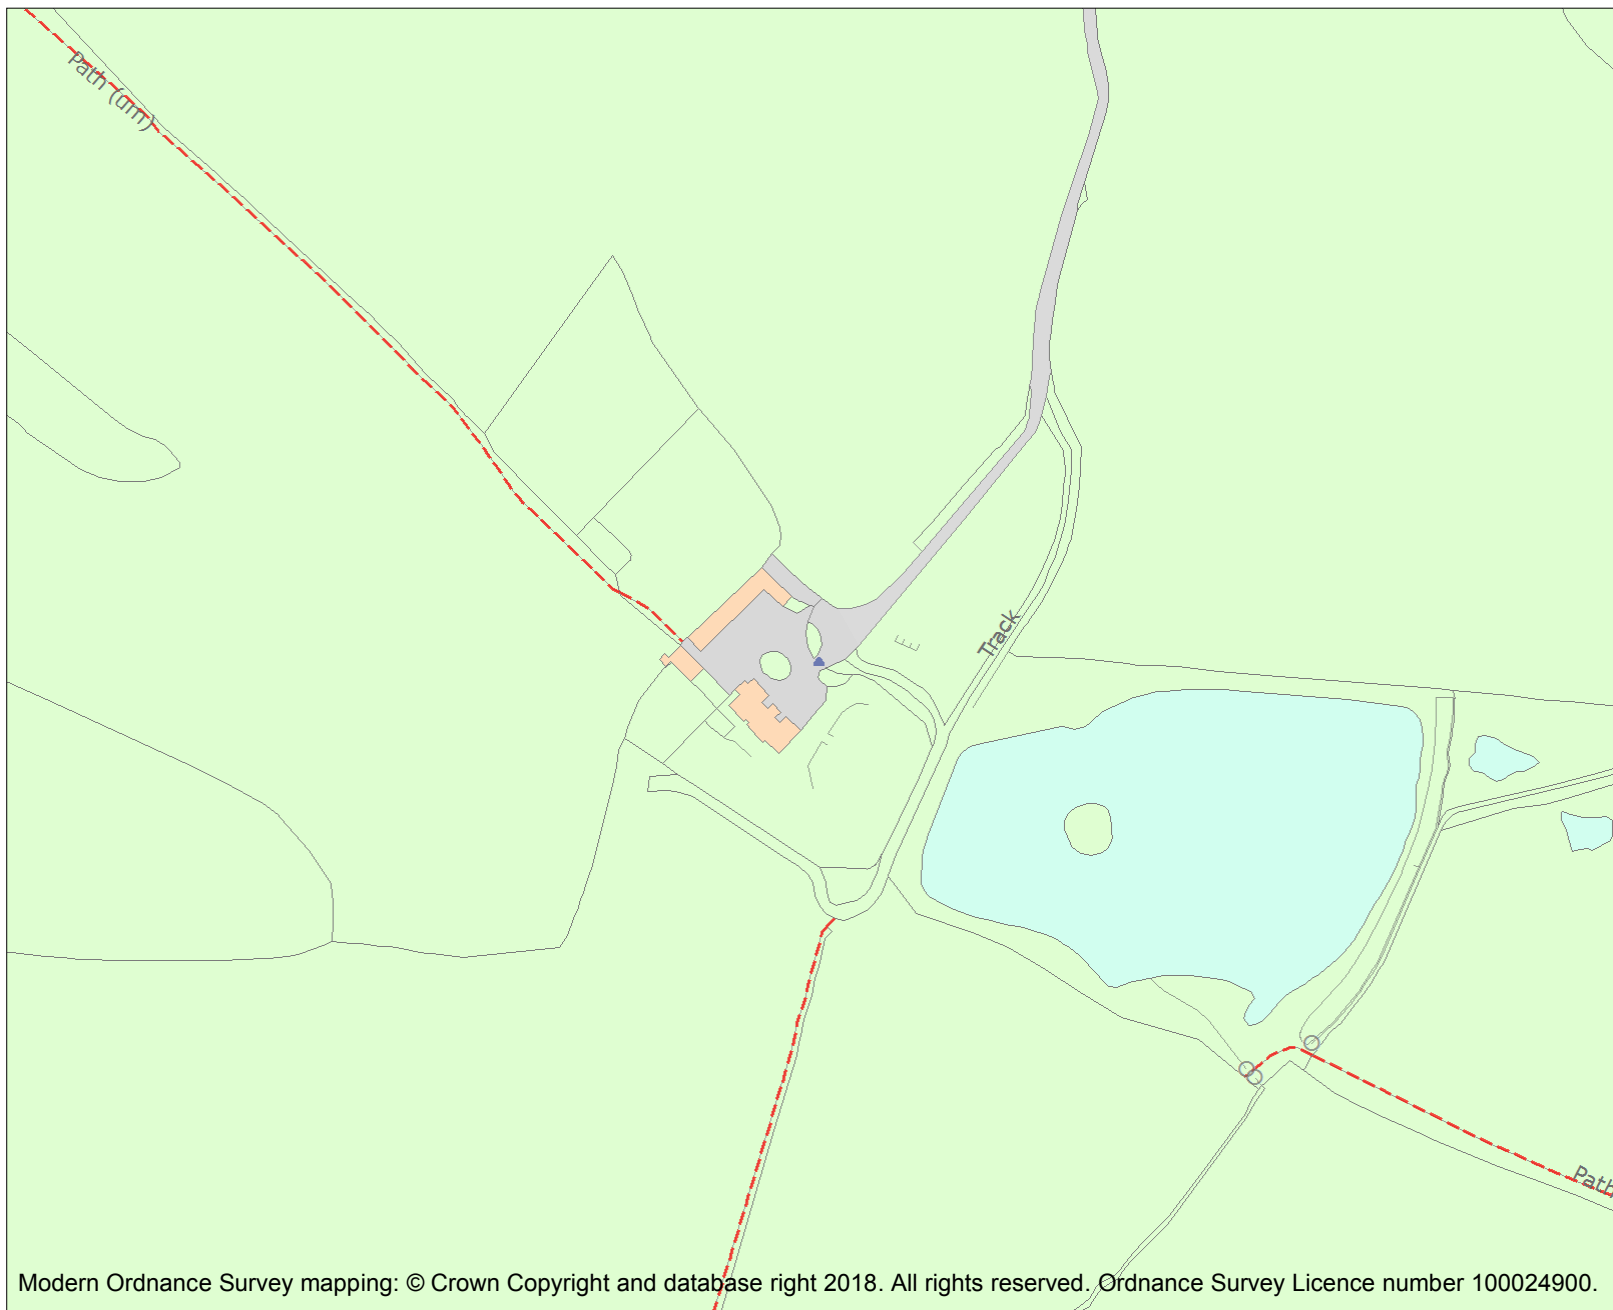 Path (um)
Track
Path
Modern Ordnance Survey mapping: © Crown Copyright and database right 2018. All rights reserved. Ordnance Survey Licence number 100024900.